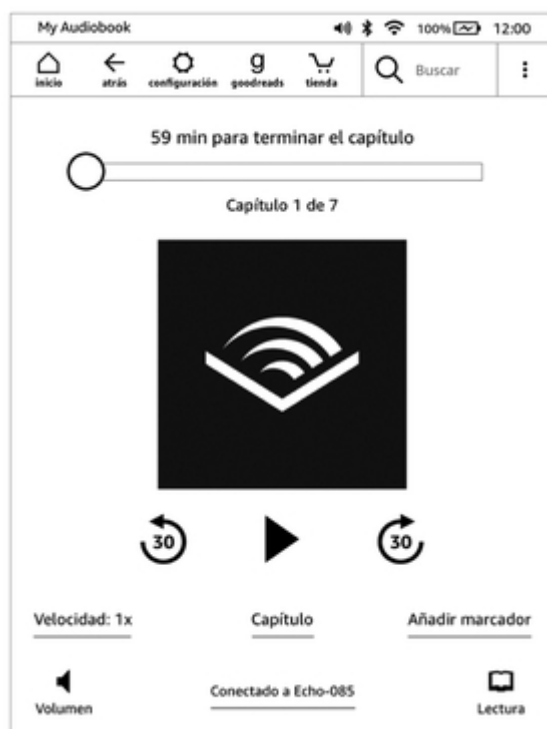 My Audiobook 100% 12:00
inicio atrás configuración goodreads tienda Buscar
59 min para terminar el capítulo
Capítulo 1 de 7
30 30
Velocidad: 1x Capítulo Añadir marcador
Volumen Conectado a Echo-085 Lectura